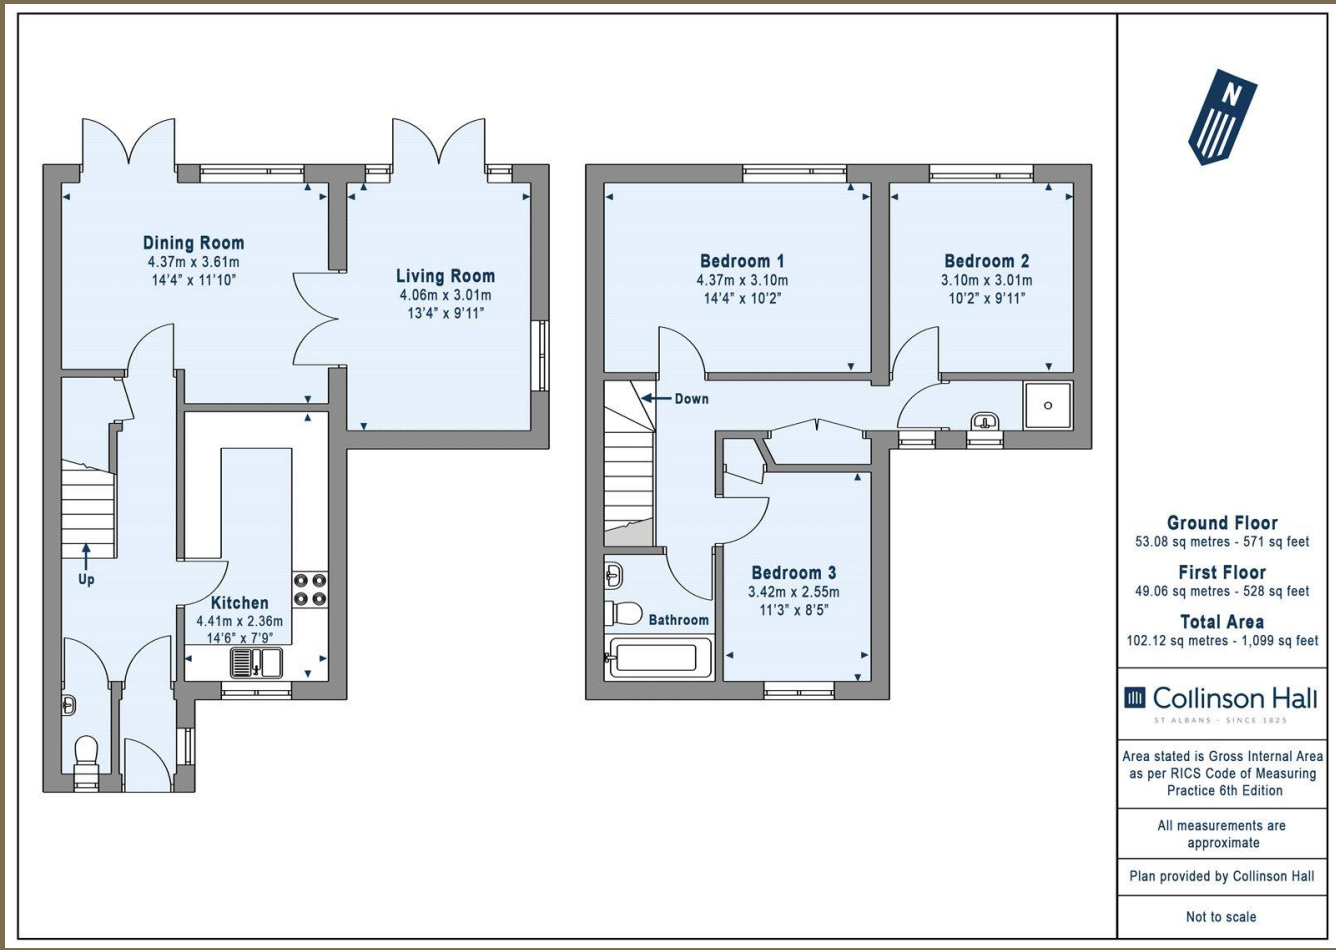 N
Dining Room
4.37m x 3.61m
14'4" x 11'10"
Living Room
4.06m x 3.01m
13'4" x 9'11"
Up
Kitchen
4.41m x 2.36m
14'6" x 7'9"
Bedroom 1
4.37m x 3.10m
14'4" x 10'2"
Bedroom 2
3.10m x 3.01m
10'2" x 9'11"
Down
Bedroom 3
3.42m x 2.55m
11'3" x 8'5"
Bathroom
Ground Floor
53.08 sq metres - 571 sq feet
First Floor
49.06 sq metres - 528 sq feet
Total Area
102.12 sq metres - 1,099 sq feet
Collinson Hall
ST ALBANS - SINCE 1825
Area stated is Gross Internal Area
as per RICS Code of Measuring
Practice 6th Edition
All measurements are
approximate
Plan provided by Collinson Hall
Not to scale